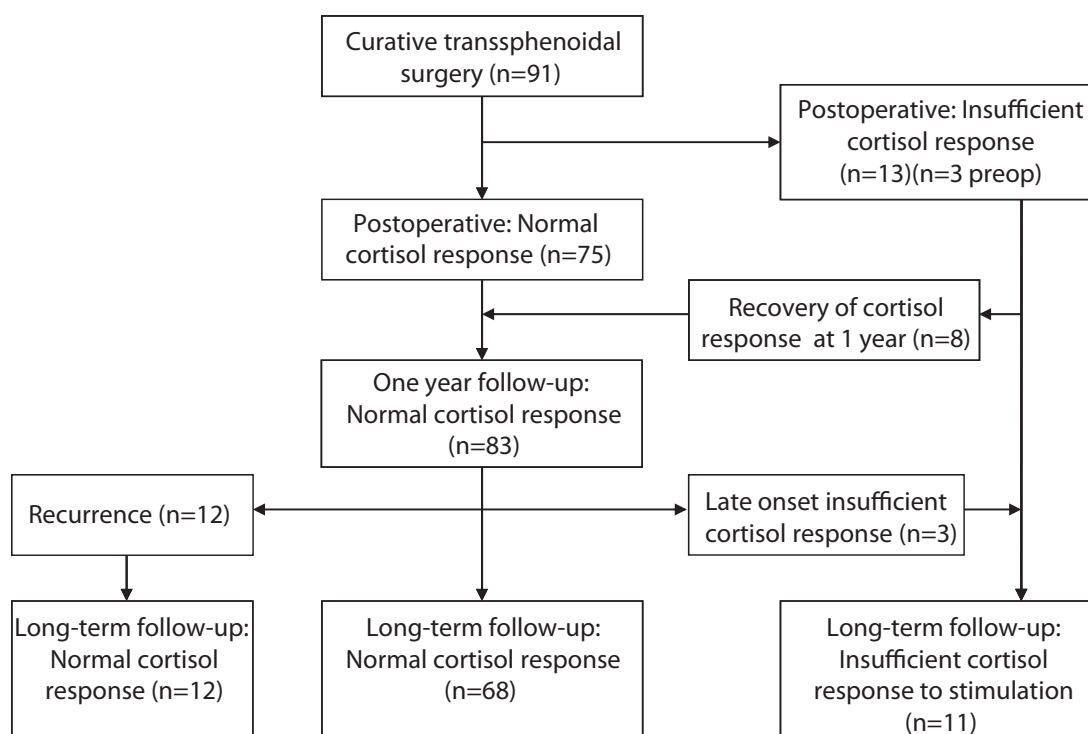 Curative transsphenoidal
surgery (n=91)
Postoperative: Insufficient
cortisol response
(n=13)(n=3 preop)
Postoperative: Normal
cortisol response (n=75)
Recovery of cortisol
response at 1 year (n=8)
One year follow-up:
Normal cortisol response
(n=83)
Recurrence (n=12)
Late onset insufficient
cortisol response (n=3)
Long-term follow-up:
Normal cortisol
response (n=12)
Long-term follow-up:
Normal cortisol response
(n=68)
Long-term follow-up:
Insufficient cortisol
response to stimulation
(n=11)